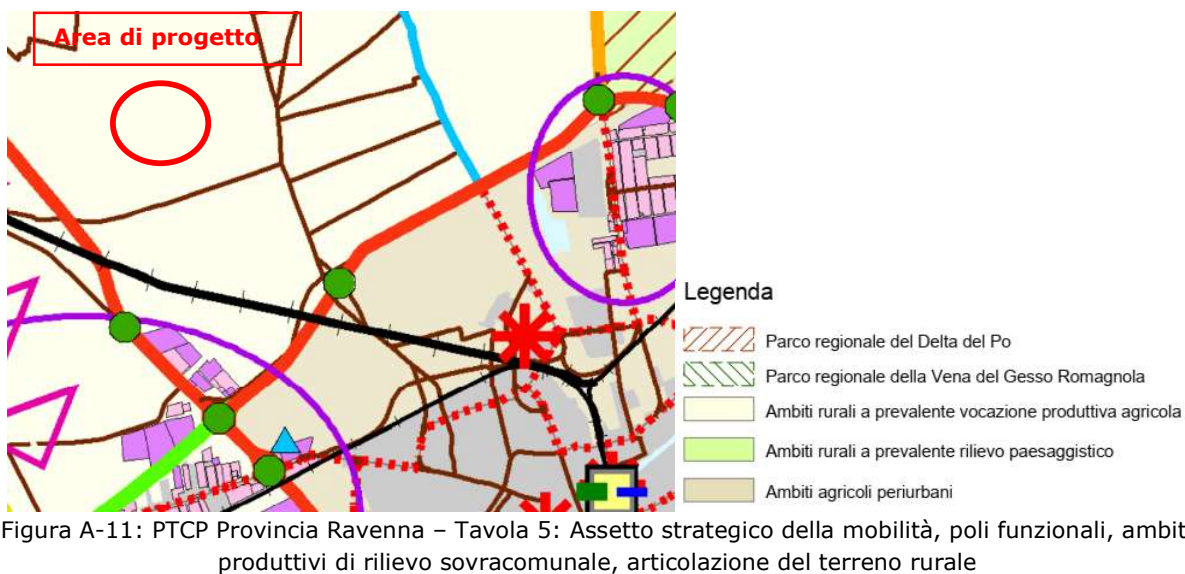 Area di progetto
Legenda
Parco regionale del Delta del Po
Parco regionale della Vena del Gesso Romagnola
Ambiti rurali a prevalente vocazione produttiva agricola
Ambiti rurali a prevalente rilievo paesaggistico
Ambiti agricoli periurbani
Figura A-11: PTCP Provincia Ravenna – Tavola 5: Assetto strategico della mobilità, poli funzionali, ambit
produttivi di rilievo sovracomunale, articolazione del terreno rurale